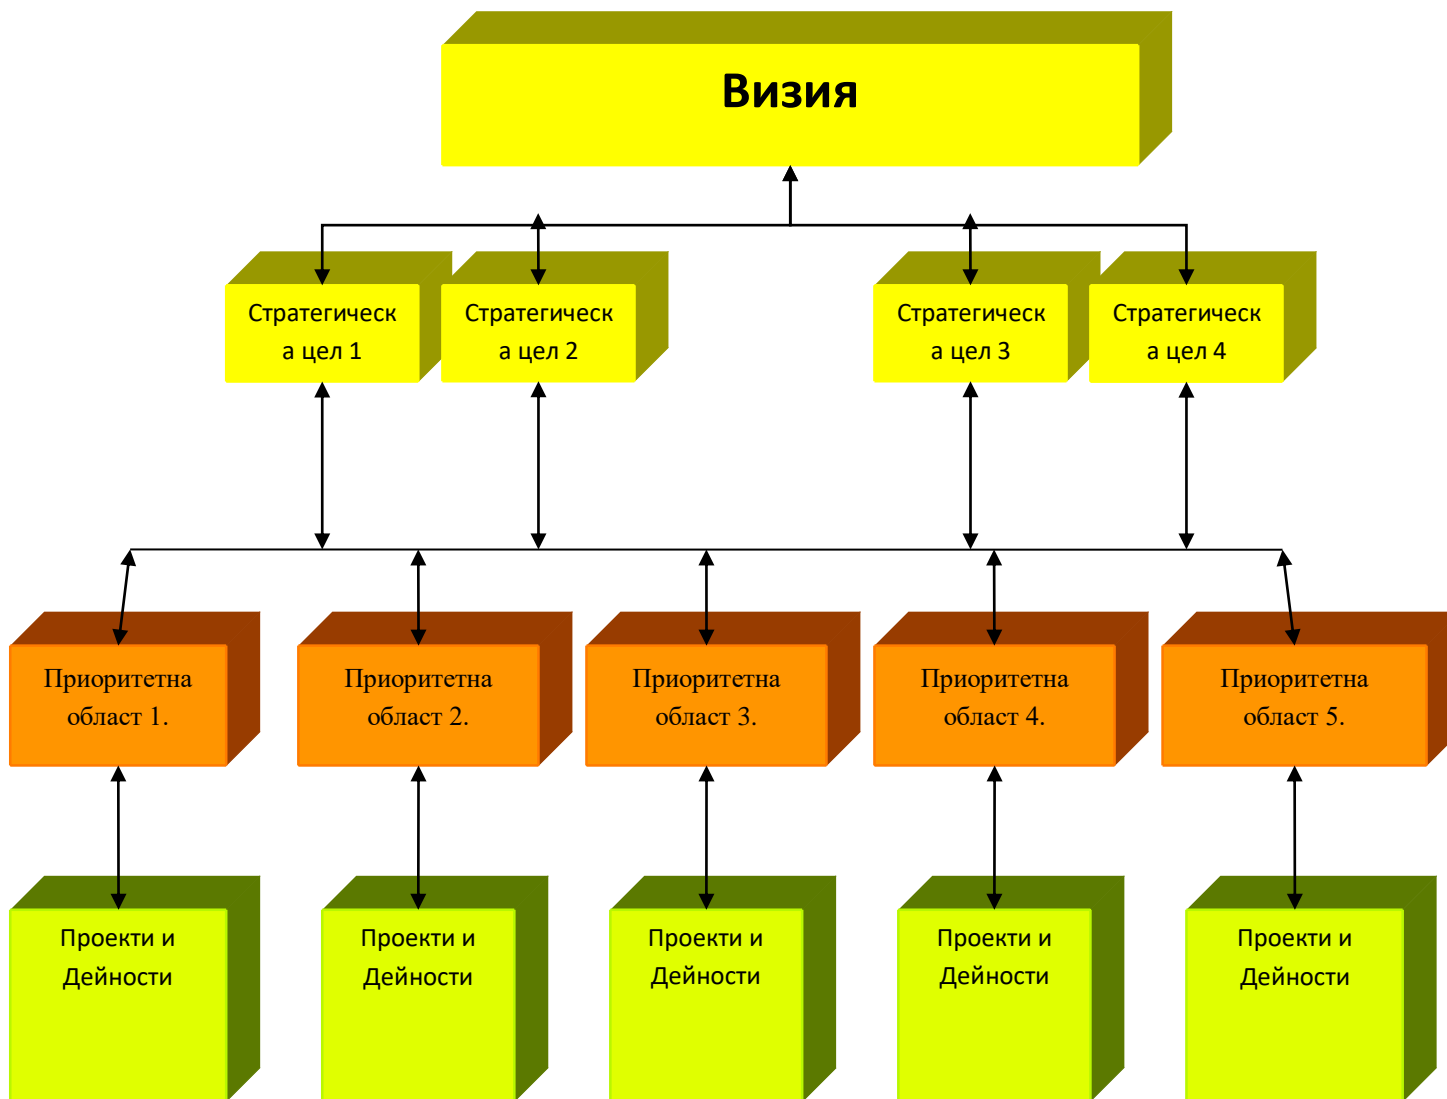 Визия
Стратегическ
а цел 1
Стратегическ
а цел 2
Стратегическ
а цел 3
Стратегическ
а цел 4
Приоритетна
област 1.
Приоритетна
област 2.
Приоритетна
област 3.
Приоритетна
област 4.
Приоритетна
област 5.
Проекти и
Дейности
Проекти и
Дейности
Проекти и
Дейности
Проекти и
Дейности
Проекти и
Дейности